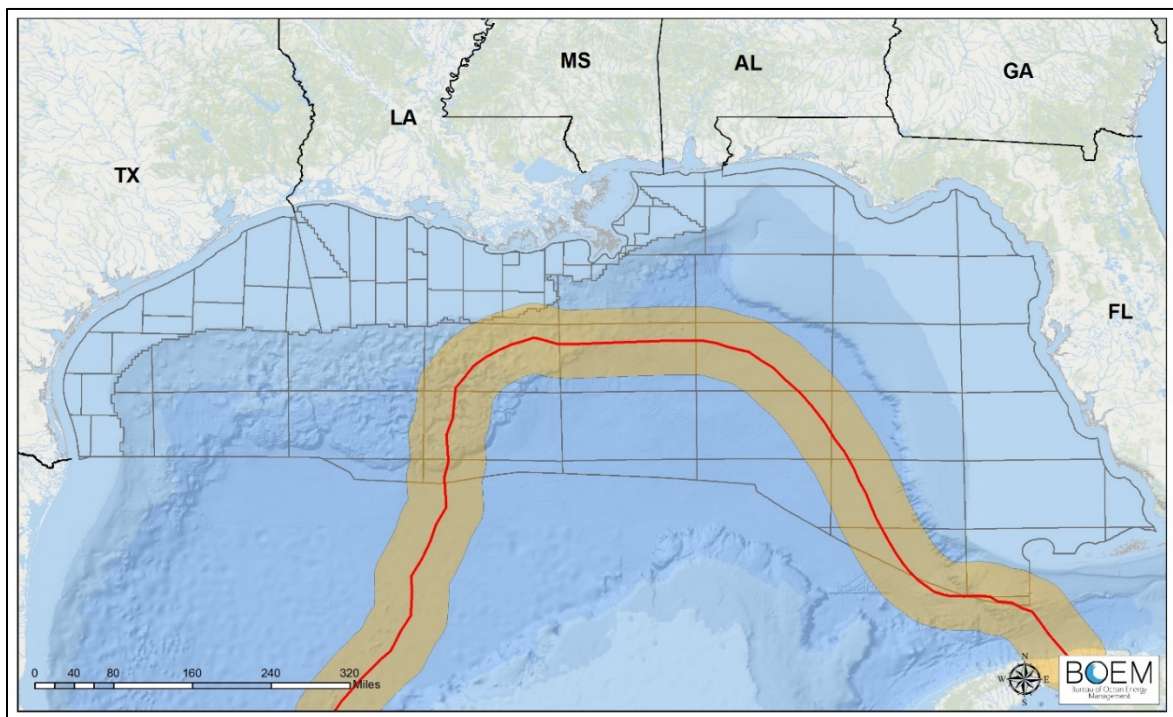 MS
AL
GA
LA
TX
FL
0 40 80 160 240 320
Miles
N
W E
S
BOEM
Bureau of Ocean Energy
Management